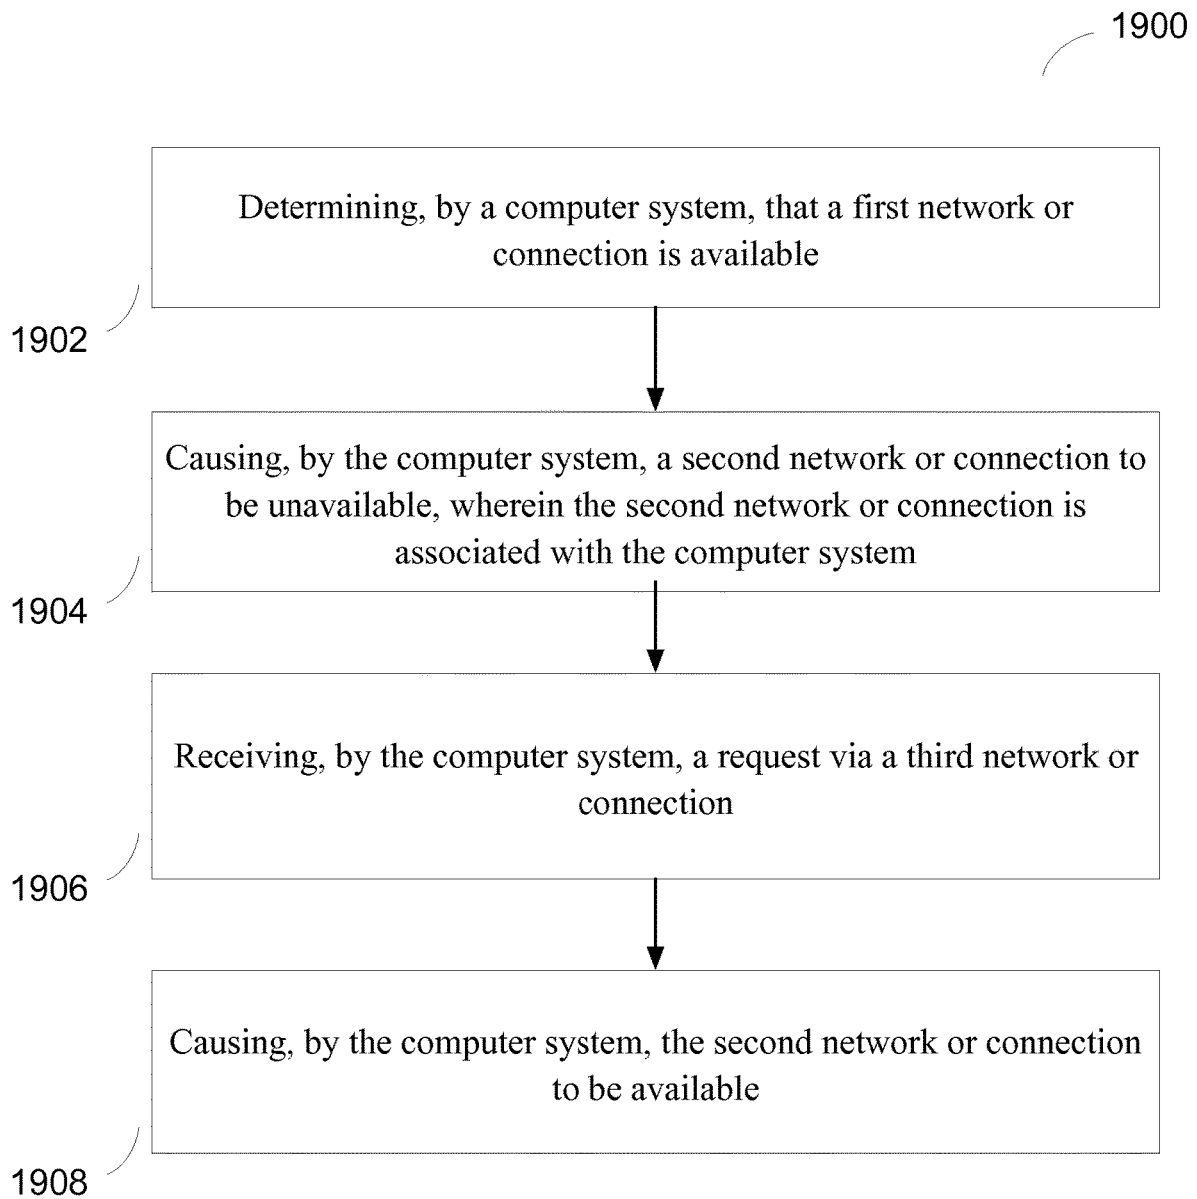 1900
Determining, by a computer system, that a first network or
connection is available
1902
Causing, by the computer system, a second network or connection to
be unavailable, wherein the second network or connection is
associated with the computer system
1904
Receiving, by the computer system, a request via a third network or
connection
1906
Causing, by the computer system, the second network or connection
to be available
1908